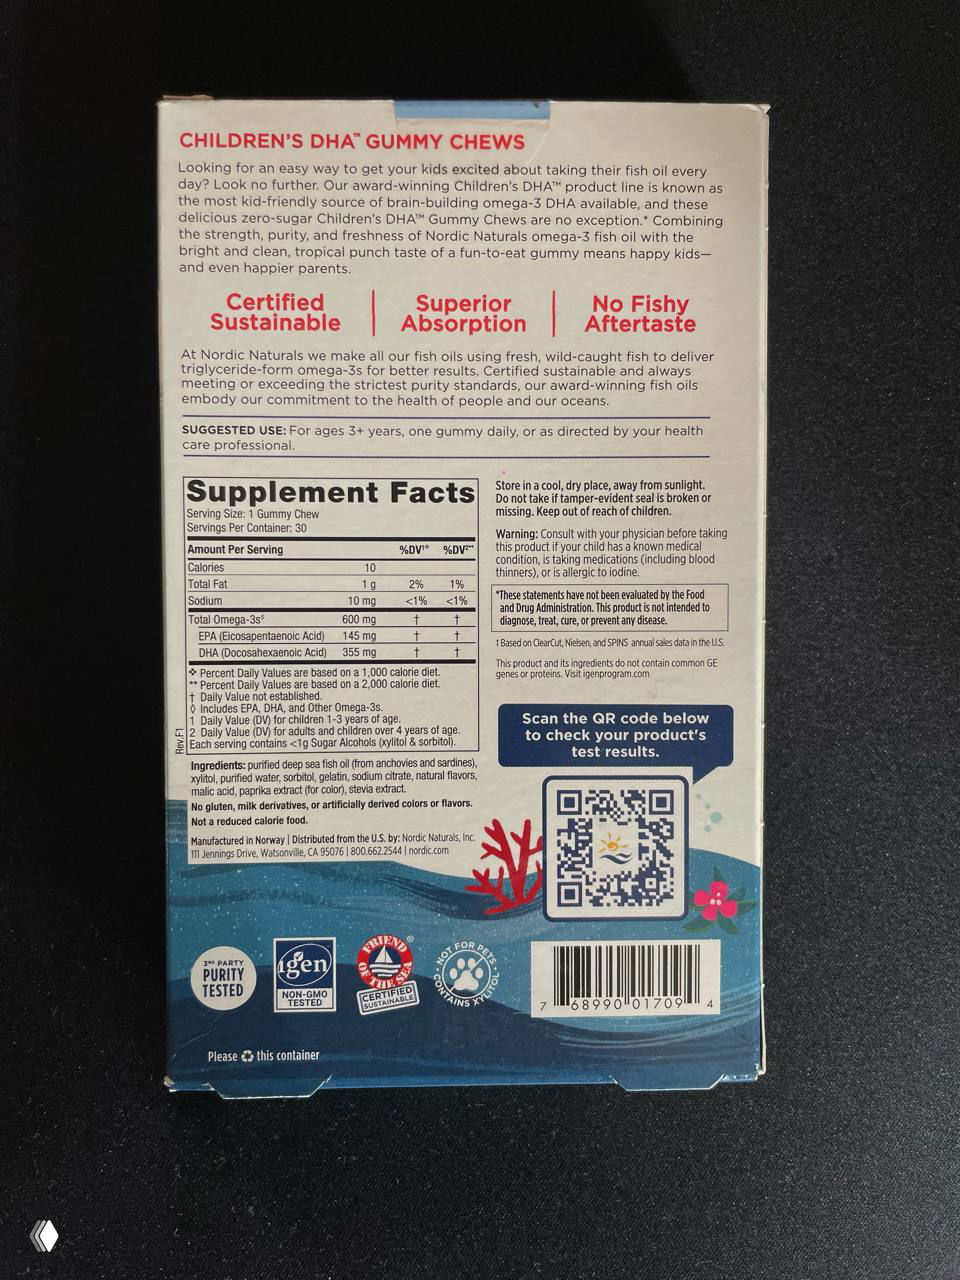 CHILDREN'S DHA™ GUMMY CHEWS
Looking for an easy way to get your kids excited about taking their fish oil every
day? Look no further. Our award-winning Children's DHA™ product line is known as
the most kid-friendly source of brain-building omega-3 DHA available, and these
delicious zero-sugar Children's DHA™ Gummy Chews are no exception.* Combining
the strength, purity, and freshness of Nordic Naturals omega-3 fish oil with the
bright and clean, tropical punch taste of a fun-to-eat gummy means happy kids—
and even happier parents.
Certified
Sustainable
Superior
Absorption
No Fishy
Aftertaste
At Nordic Naturals we make all our fish oils using fresh, wild-caught fish to deliver
triglyceride-form omega-3s for better results. Certified sustainable and always
meeting or exceeding the strictest purity standards, our award-winning fish oils
embody our commitment to the health of people and our oceans.
SUGGESTED USE: For ages 3+ years, one gummy daily, or as directed by your health
care professional.
Supplement Facts
Serving Size: 1 Gummy Chew
Servings Per Container: 30
Amount Per Serving %DV¹❖ %DV²**
Calories 10
Total Fat 1 g 2% 1%
Sodium 10 mg <1% <1%
Total Omega-3s◊ 600 mg † †
EPA (Eicosapentaenoic Acid) 145 mg † †
DHA (Docosahexaenoic Acid) 355 mg † †
❖ Percent Daily Values are based on a 1,000 calorie diet.
** Percent Daily Values are based on a 2,000 calorie diet.
† Daily Value not established.
◊ Includes EPA, DHA, and Other Omega-3s.
1 Daily Value (DV) for children 1-3 years of age.
2 Daily Value (DV) for adults and children over 4 years of age.
Each serving contains <1g Sugar Alcohols (xylitol & sorbitol).
Rev.F1
Ingredients: purified deep sea fish oil (from anchovies and sardines),
xylitol, purified water, sorbitol, gelatin, sodium citrate, natural flavors,
malic acid, paprika extract (for color), stevia extract.
No gluten, milk derivatives, or artificially derived colors or flavors.
Not a reduced calorie food.
Manufactured in Norway | Distributed from the U.S. by: Nordic Naturals, Inc.
111 Jennings Drive, Watsonville, CA 95076 | 800.662.2544 | nordic.com
Store in a cool, dry place, away from sunlight.
Do not take if tamper-evident seal is broken or
missing. Keep out of reach of children.
Warning: Consult with your physician before taking
this product if your child has a known medical
condition, is taking medications (including blood
thinners), or is allergic to iodine.
*These statements have not been evaluated by the Food
and Drug Administration. This product is not intended to
diagnose, treat, cure, or prevent any disease.
‡ Based on ClearCut, Nielsen, and SPINS annual sales data in the U.S.
This product and its ingredients do not contain common GE
genes or proteins. Visit igenprogram.com
Scan the QR code below
to check your product's
test results.
3RD PARTY
PURITY
TESTED
igen
NON-GMO
TESTED
FRIEND
OF THE SEA
®
CERTIFIED
SUSTAINABLE
• NOT FOR PETS •
CONTAINS XYLITOL
7 68990 01709 4
Please ♻ this container